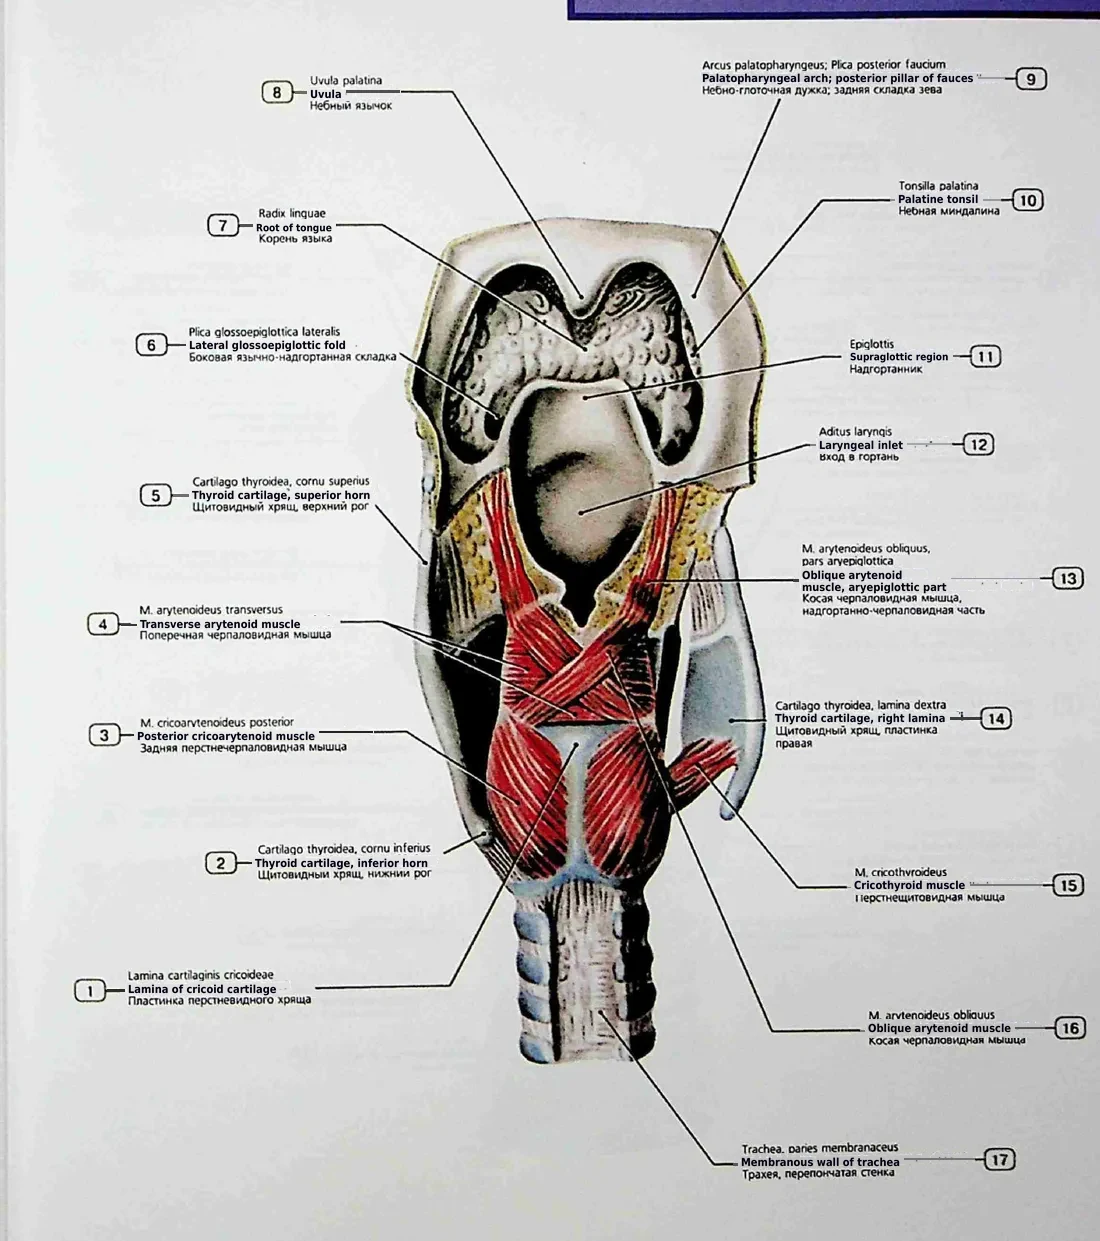 8
Uvula palatina
Uvula
Небный язычок
Arcus palatopharyngeus; Plica posterior faucium
Palatopharyngeal arch; posterior pillar of fauces
Небно-глоточная дужка; задняя складка зева
9
7
Radix linguae
Root of tongue
Корень языка
Tonsilla palatina
Palatine tonsil
Небная миндалина
10
6
Plica glossoepiglottica lateralis
Lateral glossoepiglottic fold
Боковая язычно-надгортанная складка
Epiglottis
Supraglottic region
Надгортанник
11
Aditus laryngis
Laryngeal inlet
Вход в гортань
12
5
Cartilago thyroidea, cornu superius
Thyroid cartilage, superior horn
Щитовидный хрящ, верхний рог
M. arytenoideus obliquus,
pars aryepiglottica
Oblique arytenoid
muscle, aryepiglottic part
Косая черпаловидная мышца,
надгортанно-черпаловидная часть
13
4
M. arytenoideus transversus
Transverse arytenoid muscle
Поперечная черпаловидная мышца
Cartilago thyroidea, lamina dextra
Thyroid cartilage, right lamina
Щитовидный хрящ, пластинка
правая
14
3
M. cricoarytenoideus posterior
Posterior cricoarytenoid muscle
Задняя перстнечерпаловидная мышца
2
Cartilago thyroidea, cornu inferius
Thyroid cartilage, inferior horn
Щитовидный хрящ, нижний рог
M. cricothyroideus
Cricothyroid muscle
Перстнещитовидная мышца
15
1
Lamina cartilaginis cricoideae
Lamina of cricoid cartilage
Пластинка перстневидного хряща
M. arytenoideus obliquus
Oblique arytenoid muscle
Косая черпаловидная мышца
16
Trachea, paries membranaceus
Membranous wall of trachea
Трахея, перепончатая стенка
17